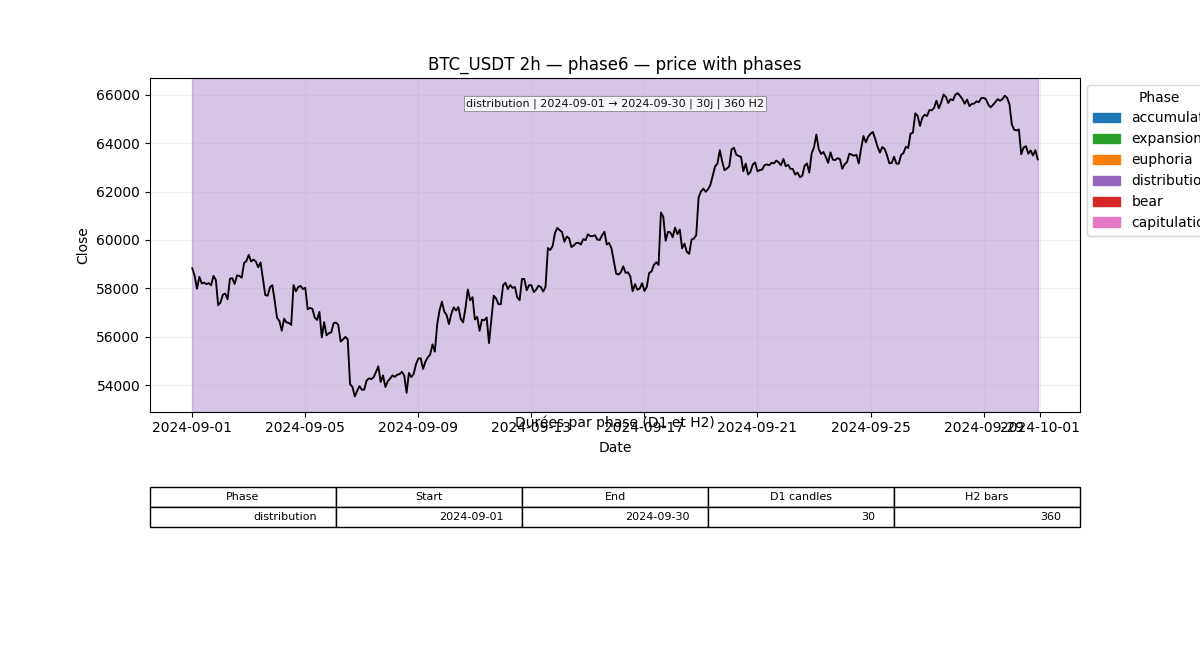 BTC_USDT 2h — phase6 — price with phases
distribution | 2024-09-01 → 2024-09-30 | 30j | 360 H2
Close
66000
64000
62000
60000
58000
56000
54000
2024-09-01 2024-09-05 2024-09-09 2024-09-13 2024-09-17 2024-09-21 2024-09-25 2024-09-29 2024-10-01
Durées par phase (D1 et H2)
Date
Phase
accumulat
expansion
euphoria
distributio
bear
capitulatio
Phase Start End D1 candles H2 bars
distribution 2024-09-01 2024-09-30 30 360